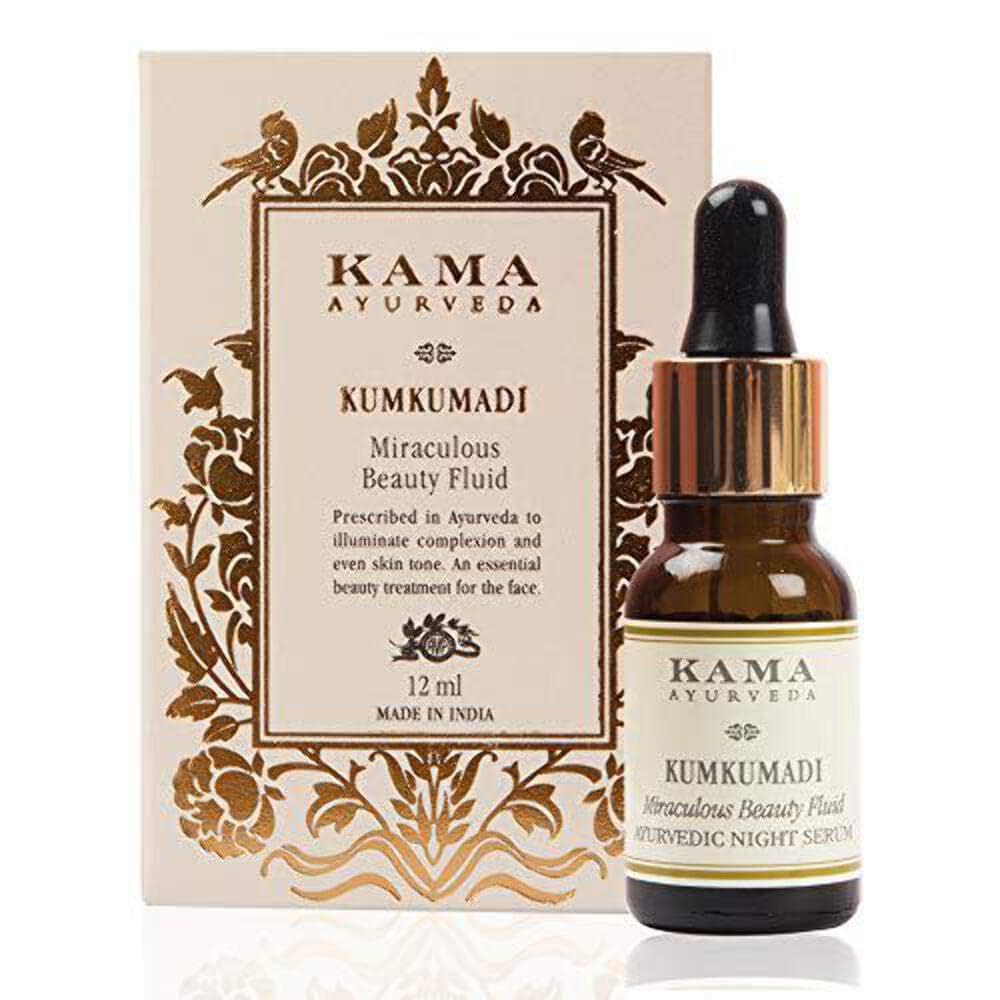 KAMA
AYURVEDA
KUMKUMADI
Miraculous
Beauty Fluid
Prescribed in Ayurveda to
illuminate complexion and
even skin tone. An essential
beauty treatment for the face.
12 ml
MADE IN INDIA
KAMA
AYURVEDA
KUMKUMADI
Miraculous Beauty Fluid
AYURVEDIC NIGHT SERUM